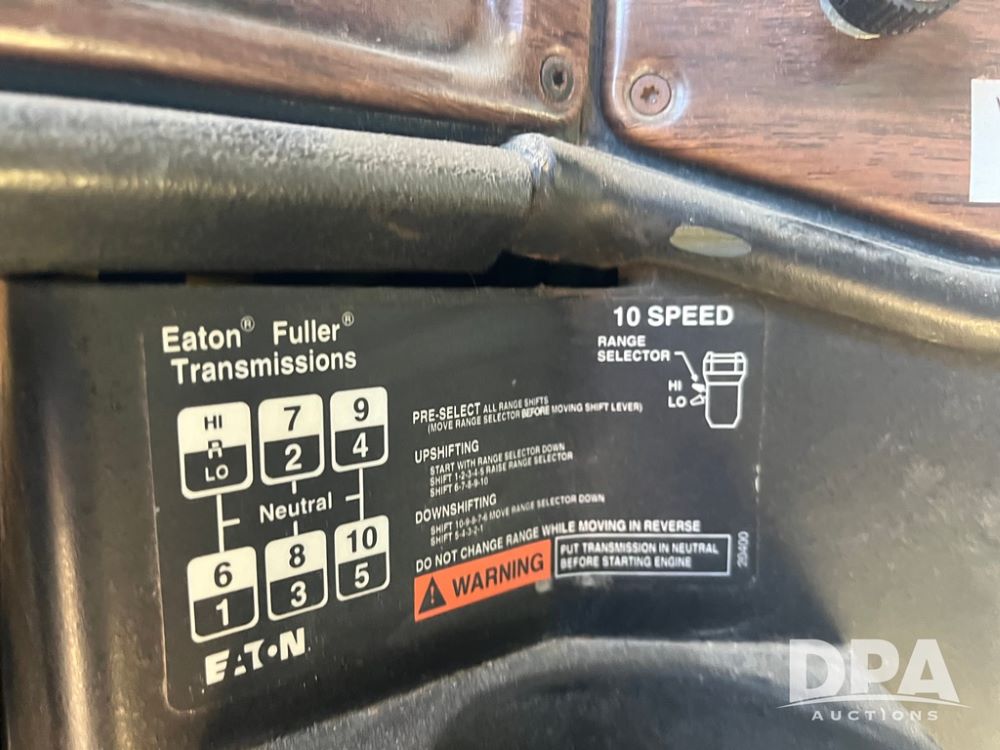 Eaton® Fuller®
Transmissions
10 SPEED
RANGE
SELECTOR
HI
LO
HI
R
LO
7
2
9
4
Neutral
6
1
8
3
10
5
PRE-SELECT ALL RANGE SHIFTS
(MOVE RANGE SELECTOR BEFORE MOVING SHIFT LEVER)
UPSHIFTING
START WITH RANGE SELECTOR DOWN
SHIFT 1-2-3-4-5 RAISE RANGE SELECTOR
SHIFT 6-7-8-9-10
DOWNSHIFTING
SHIFT 10-9-8-7-6 MOVE RANGE SELECTOR DOWN
SHIFT 5-4-3-2-1
DO NOT CHANGE RANGE WHILE MOVING IN REVERSE
WARNING
PUT TRANSMISSION IN NEUTRAL
BEFORE STARTING ENGINE
20400
EATON
DPA
AUCTIONS